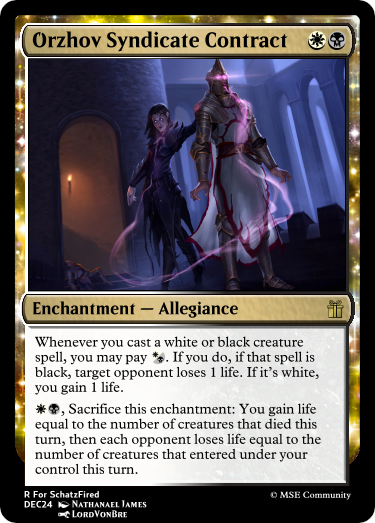 Orzhov Syndicate Contract
Enchantment — Allegiance
Whenever you cast a white or black creature
spell, you may pay . If you do, if that spell is
black, target opponent loses 1 life. If it's white,
you gain 1 life.
, Sacrifice this enchantment: You gain life
equal to the number of creatures that died this
turn, then each opponent loses life equal to the
number of creatures that entered under your
control this turn.
R For SchatzFired
DEC24 Nathanael James
LordVonBre
© MSE Community